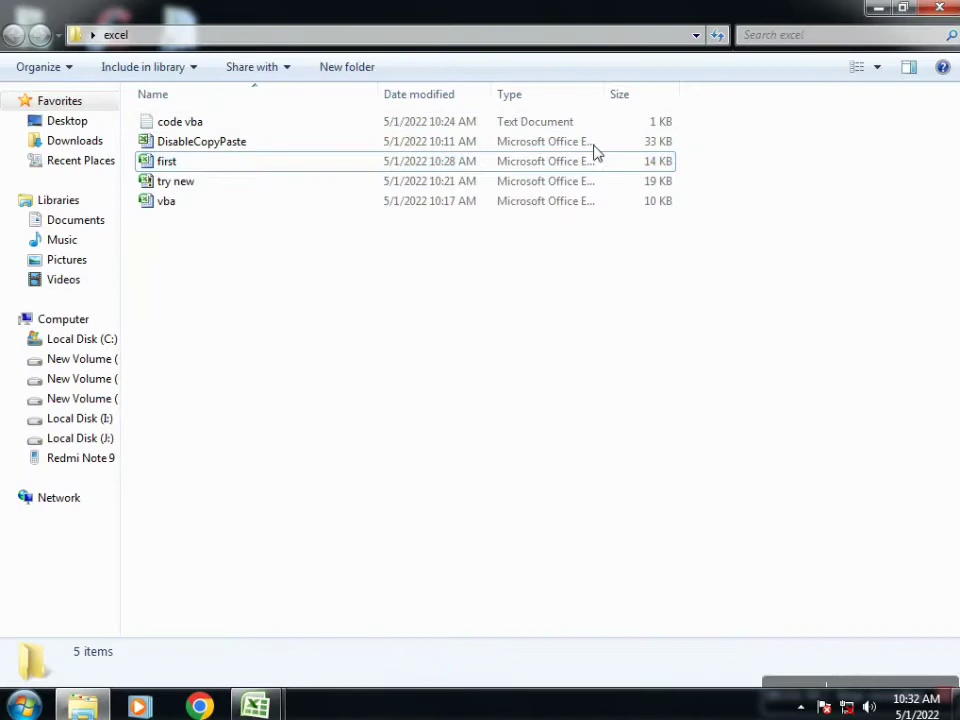 excel
Search excel
Organize Include in library Share with New folder
Name Date modified Type Size
Favorites
Desktop
Downloads
Recent Places
Libraries
Documents
Music
Pictures
Videos
Computer
Local Disk (C:)
New Volume (
New Volume (
New Volume (
Local Disk (I:)
Local Disk (J:)
Redmi Note 9
Network
code vba 5/1/2022 10:24 AM Text Document 1 KB
DisableCopyPaste 5/1/2022 10:11 AM Microsoft Office E... 33 KB
first 5/1/2022 10:28 AM Microsoft Office E... 14 KB
try new 5/1/2022 10:21 AM Microsoft Office E... 19 KB
vba 5/1/2022 10:17 AM Microsoft Office E... 10 KB
5 items
10:32 AM
5/1/2022